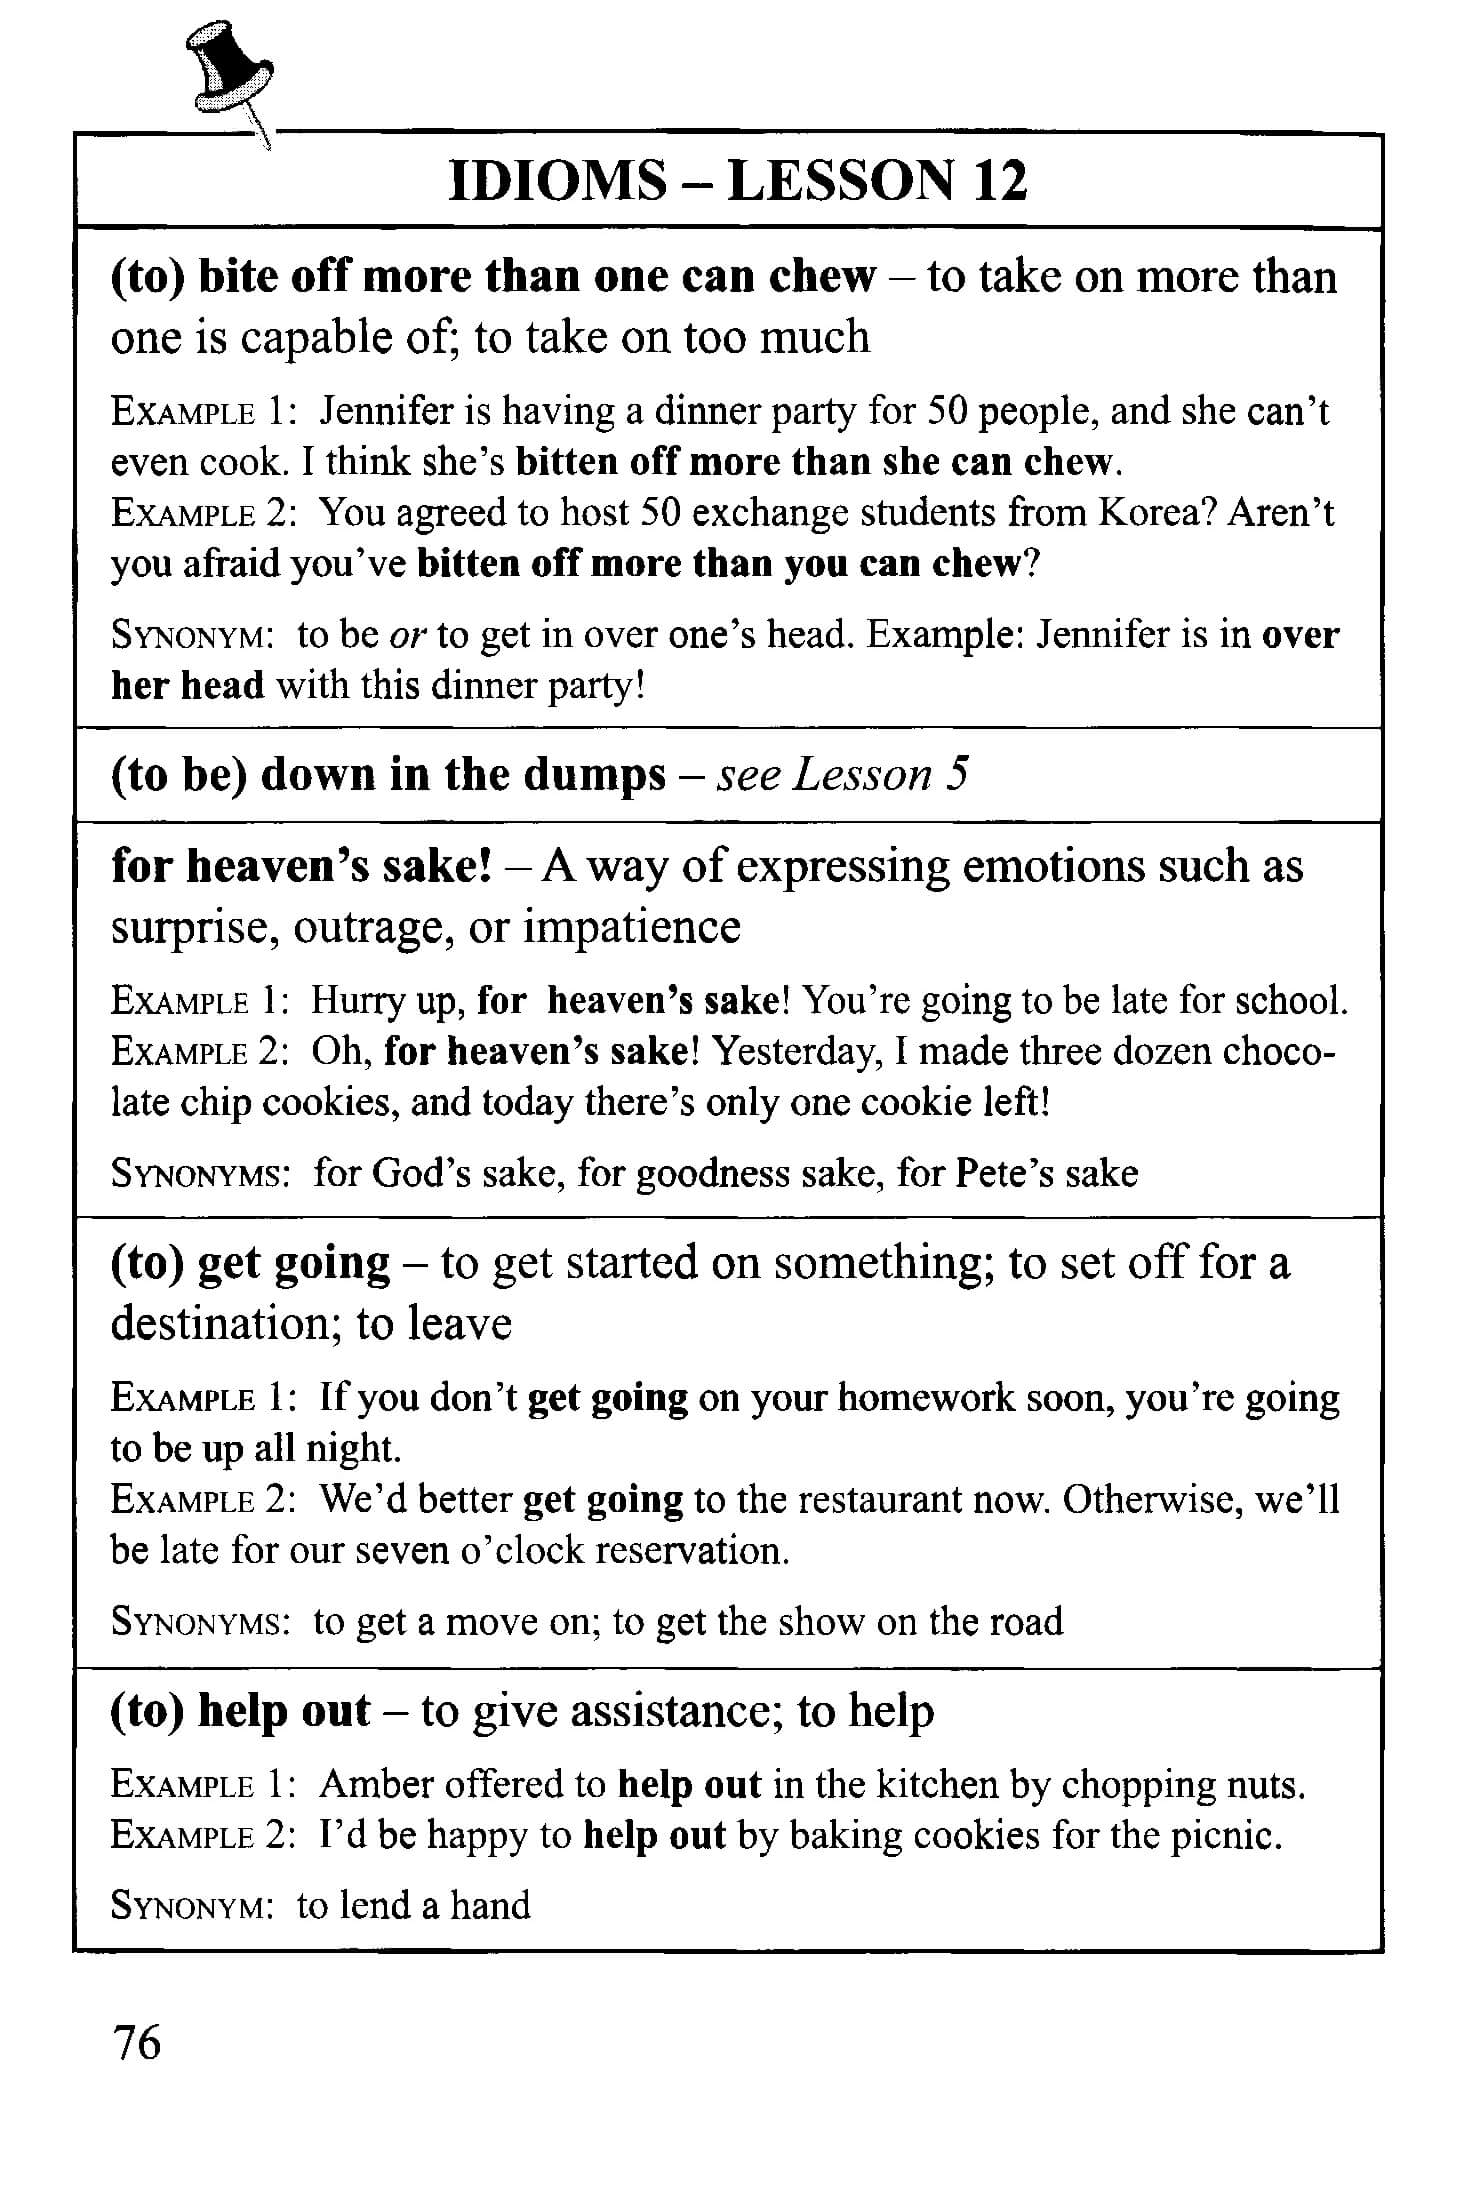 IDIOMS – LESSON 12
(to) bite off more than one can chew – to take on more than
one is capable of; to take on too much
EXAMPLE 1: Jennifer is having a dinner party for 50 people, and she can't
even cook. I think she's bitten off more than she can chew.
EXAMPLE 2: You agreed to host 50 exchange students from Korea? Aren't
you afraid you've bitten off more than you can chew?
SYNONYM: to be or to get in over one's head. Example: Jennifer is in over
her head with this dinner party!
(to be) down in the dumps – see Lesson 5
for heaven's sake! – A way of expressing emotions such as
surprise, outrage, or impatience
EXAMPLE 1: Hurry up, for heaven's sake! You're going to be late for school.
EXAMPLE 2: Oh, for heaven's sake! Yesterday, I made three dozen choco-
late chip cookies, and today there's only one cookie left!
SYNONYMS: for God's sake, for goodness sake, for Pete's sake
(to) get going – to get started on something; to set off for a
destination; to leave
EXAMPLE 1: If you don't get going on your homework soon, you're going
to be up all night.
EXAMPLE 2: We'd better get going to the restaurant now. Otherwise, we'll
be late for our seven o'clock reservation.
SYNONYMS: to get a move on; to get the show on the road
(to) help out – to give assistance; to help
EXAMPLE 1: Amber offered to help out in the kitchen by chopping nuts.
EXAMPLE 2: I'd be happy to help out by baking cookies for the picnic.
SYNONYM: to lend a hand
76